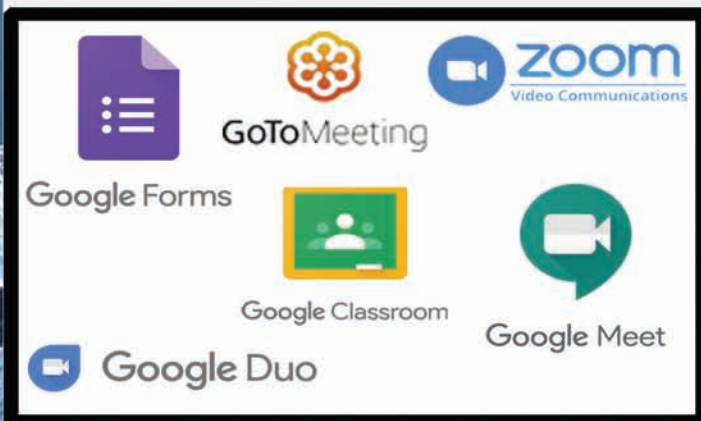 zoom
Video Communications
GoToMeeting
Google Forms
Google Classroom
Google Meet
Google Duo